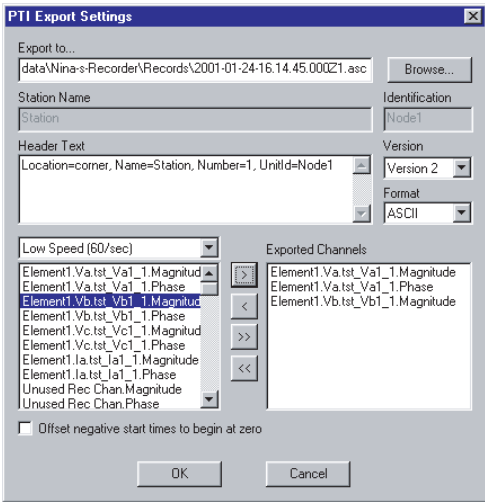 PTI Export Settings
Export to...
data\Nina-s-Recorder\Records\2001-01-24-16.14.45.000Z1.asc
Browse...
Station Name
Identification
Station
Node1
Header Text
Version
Location=corner, Name=Station, Number=1, UnitId=Node1
Version 2
Format
ASCII
Low Speed (60/sec)
Exported Channels
Element1.Va.tst_Va1_1.Magnitud
Element1.Va.tst_Va1_1.Phase
Element1.Vb.tst_Vb1_1.Magnitud
Element1.Vb.tst_Vb1_1.Phase
Element1.Vc.tst_Vc1_1.Magnitud
Element1.Vc.tst_Vc1_1.Phase
Element1.Ia.tst_Ia1_1.Magnitude
Element1.Ia.tst_Ia1_1.Phase
Unused Rec Chan.Magnitude
Unused Rec Chan.Phase
>
<
>>
<<
Element1.Va.tst_Va1_1.Magnitude
Element1.Va.tst_Va1_1.Phase
Element1.Vb.tst_Vb1_1.Magnitude
Offset negative start times to begin at zero
OK
Cancel